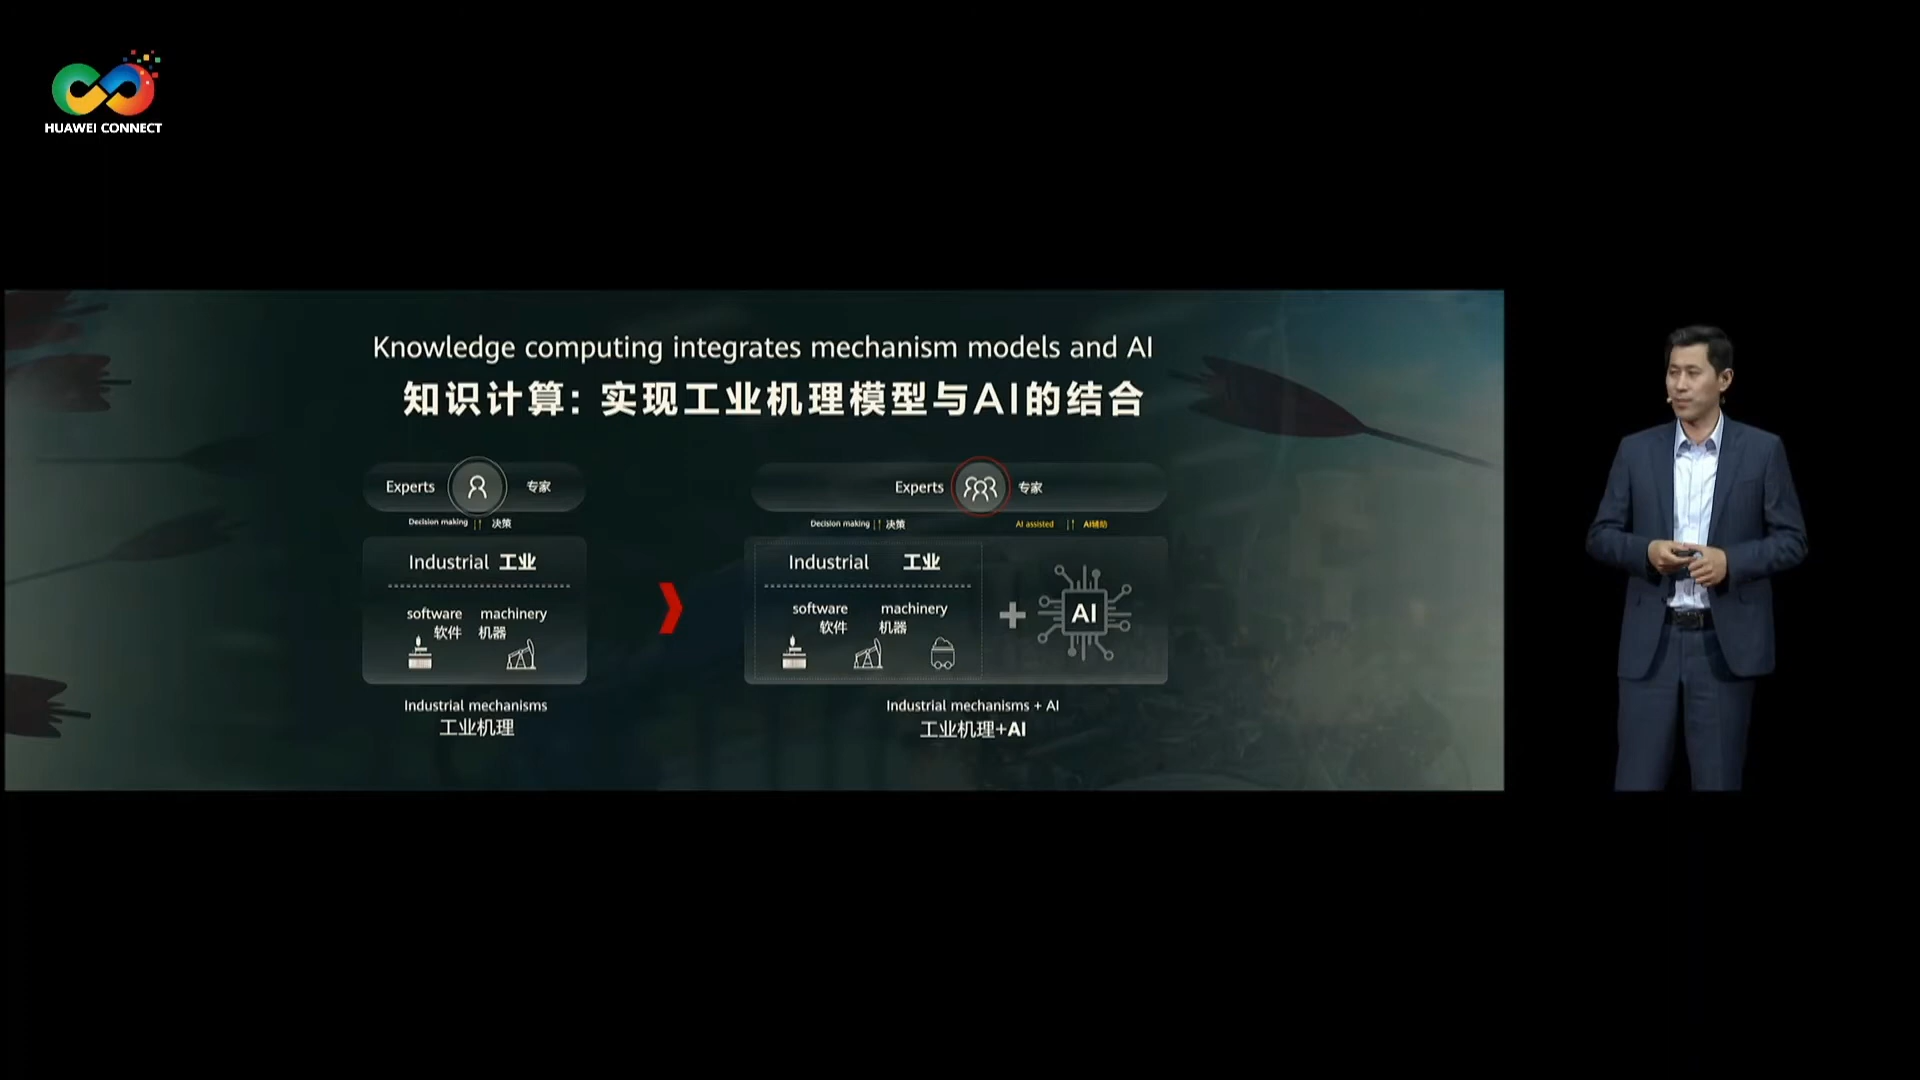 HUAWEI CONNECT
Knowledge computing integrates mechanism models and AI
知识计算：实现工业机理模型与AI的结合
Experts 专家
Decision making 决策
Industrial 工业
software machinery
软件 机器
Industrial mechanisms
工业机理
Experts 专家
Decision making 决策 AI assisted AI辅助
Industrial 工业
software machinery
软件 机器
AI
Industrial mechanisms + AI
工业机理+AI